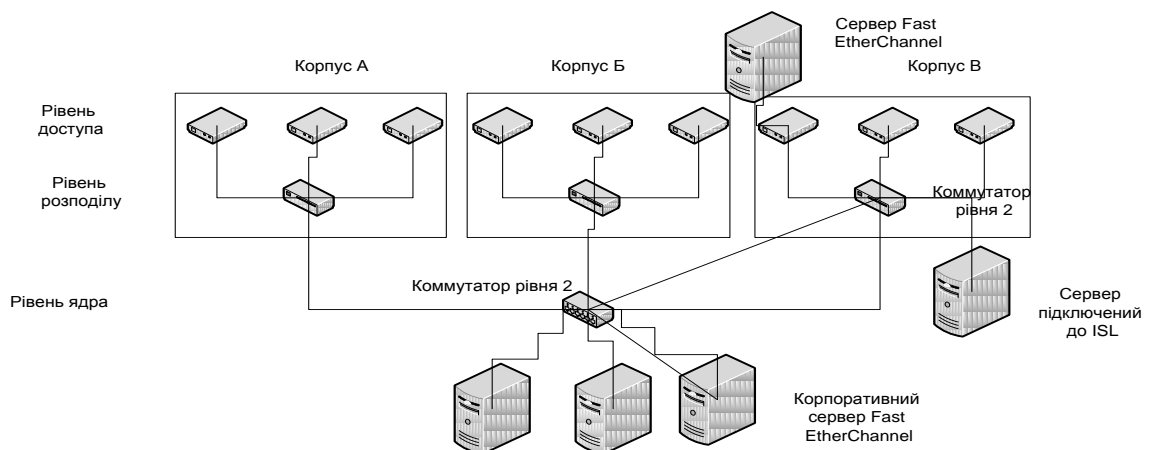 Сервер Fast
EtherChannel
Корпус А
Корпус Б
Корпус В
Рівень
доступа
Рівень
розподілу
Коммутатор
рівня 2
Рівень ядра
Коммутатор рівня 2
Сервер
підключений
до ISL
Корпоративний
сервер Fast
EtherChannel